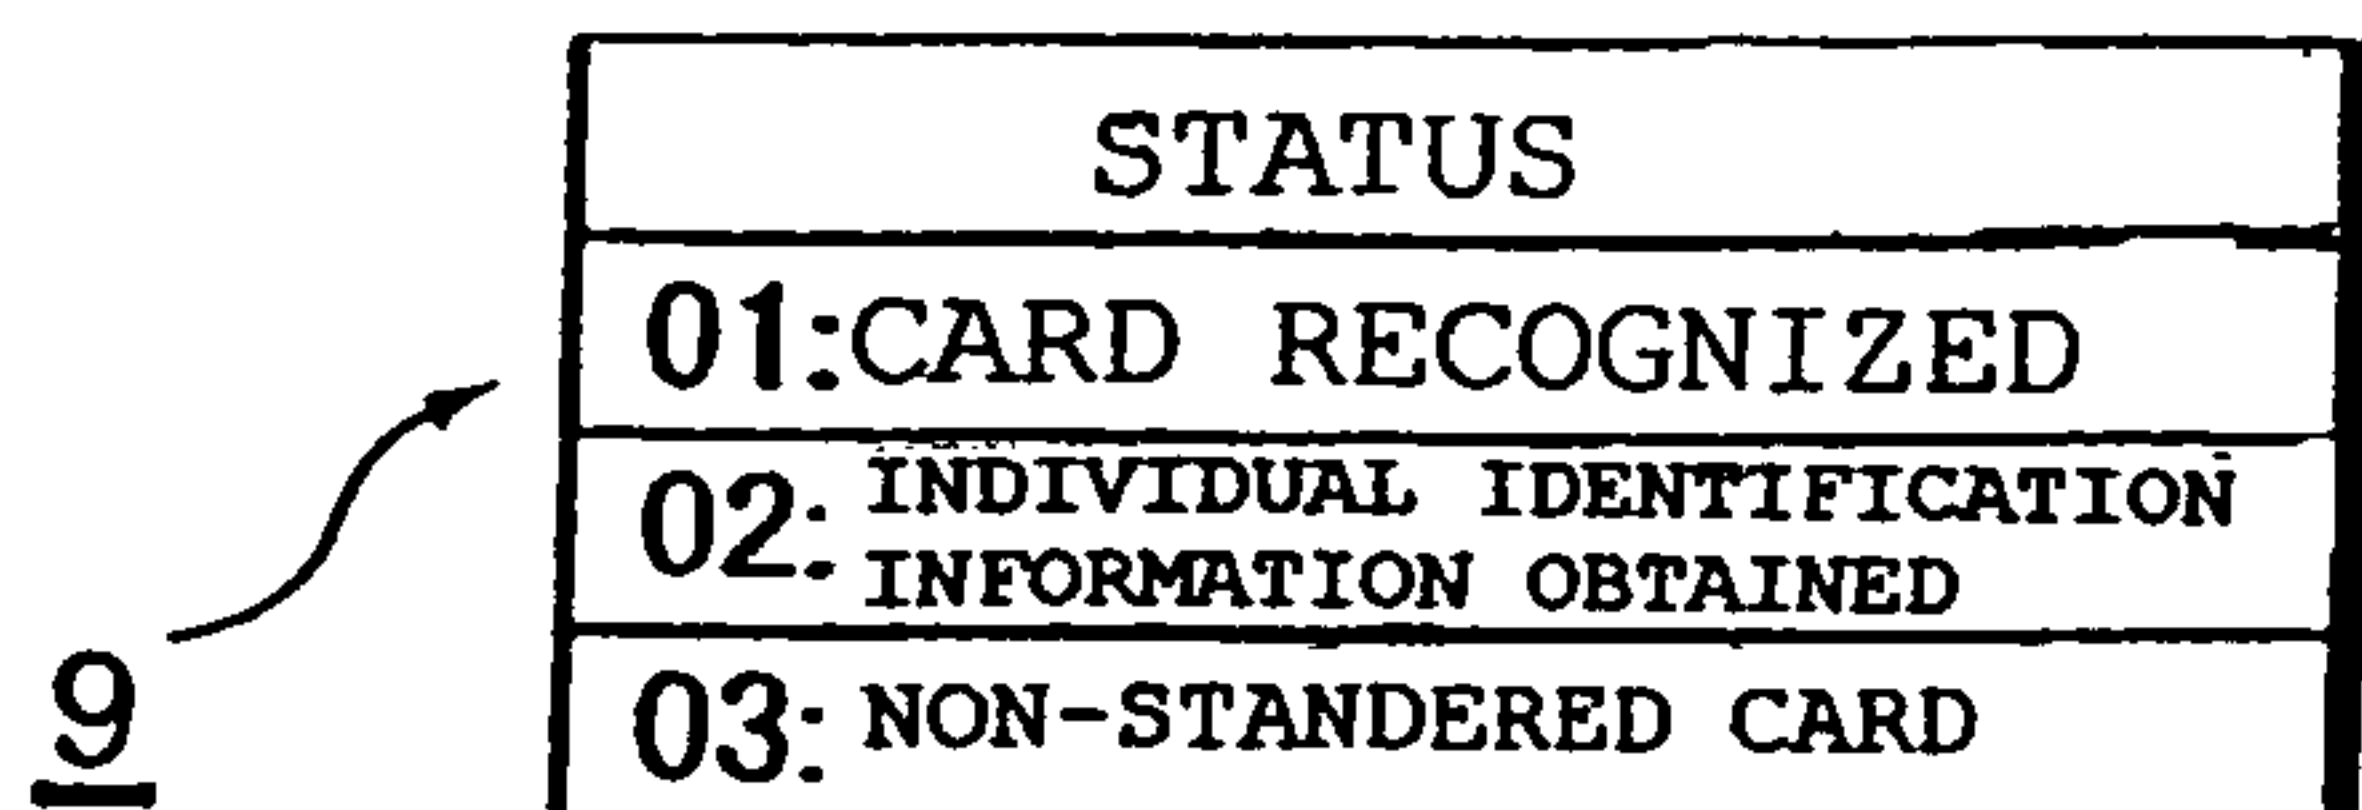 STATUS
01:CARD RECOGNIZED
02: INDIVIDUAL IDENTIFICATION
INFORMATION OBTAINED
03: NON-STANDERED CARD
9